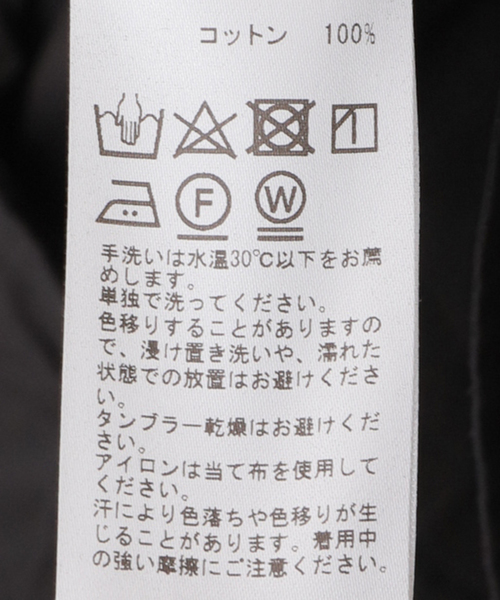 コットン 100%
F W
手洗いは水温30℃以下をお薦
めします。
単独で洗ってください。
色移りすることがありますの
で、浸け置き洗いや、濡れた
状態での放置はお避けくださ
い。
タンブラー乾燥はお避けくだ
さい。
アイロンは当て布を使用して
ください。
汗により色落ちや色移りが生
じることがあります。着用中
の強い摩擦にご注意ください。